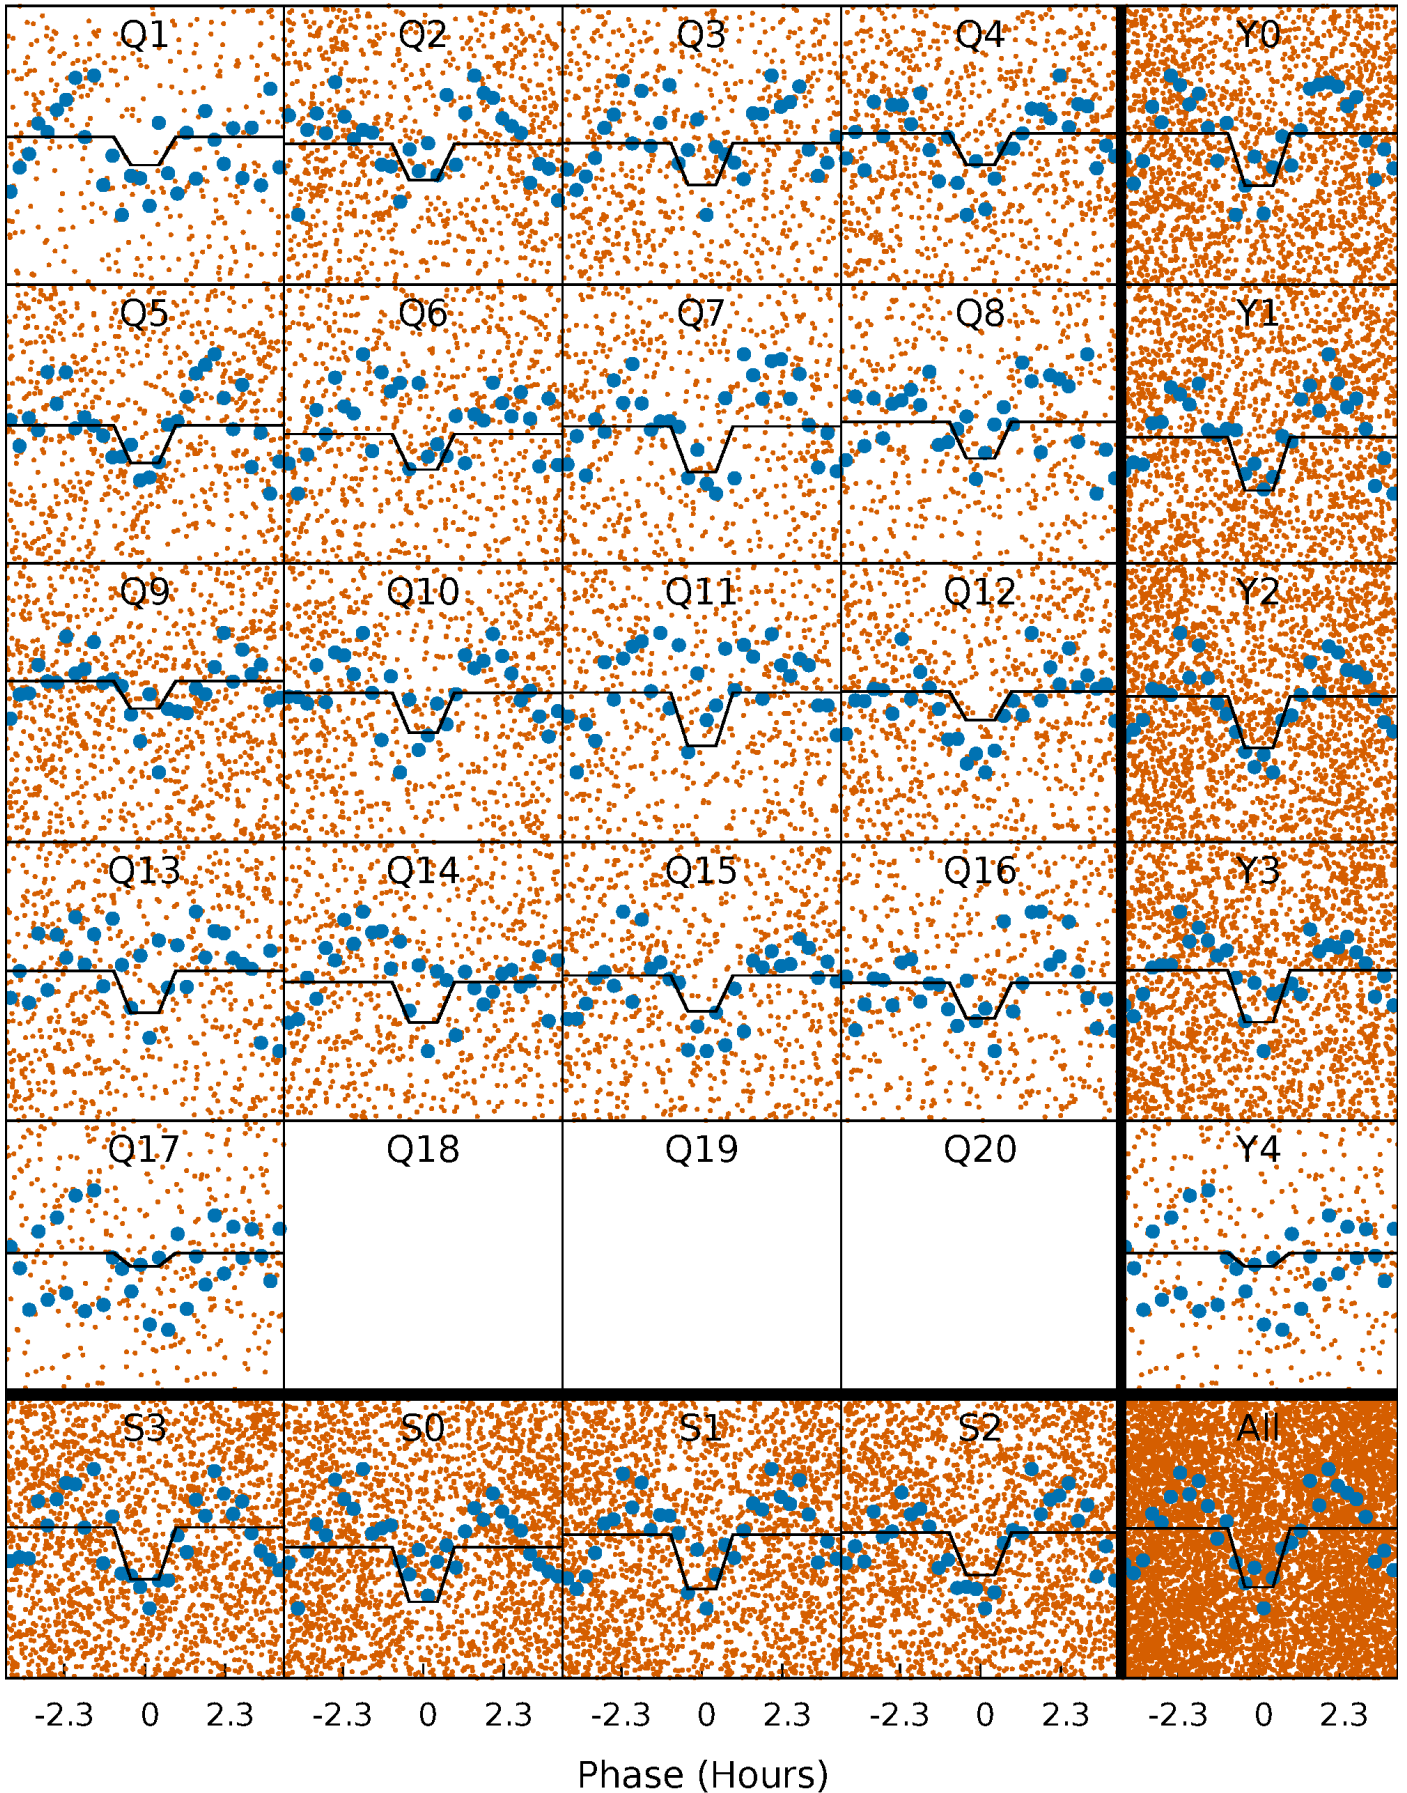 Q1 Q2 Q3 Q4 Y0
Q5 Q6 Q7 Q8 Y1
Q9 Q10 Q11 Q12 Y2
Q13 Q14 Q15 Q16 Y3
Q17 Q18 Q19 Q20 Y4
S3 S0 S1 S2 All
-2.3 0 2.3 -2.3 0 2.3 -2.3 0 2.3 -2.3 0 2.3 -2.3 0 2.3
Phase (Hours)